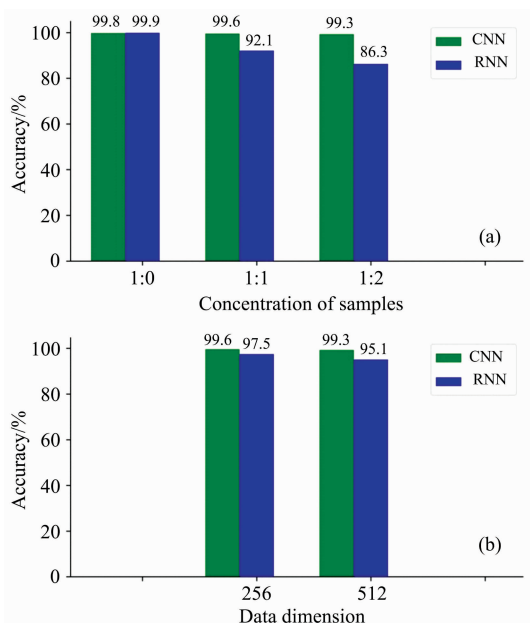 99.8 99.9 99.6 92.1 99.3 86.3
CNN
RNN
100
80
60
40
20
0
Accuracy/%
(a)
1:0 1:1 1:2
Concentration of samples
99.6 97.5 99.3 95.1
CNN
RNN
100
80
60
40
20
0
Accuracy/%
(b)
256 512
Data dimension